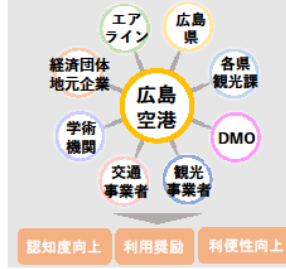 エア
ライン
広島
県
経済団体
地元企業
各県
観光課
広島
空港
学術
機関
DMO
交通
事業者
観光
事業者
認知度向上
利用奨励
利便性向上